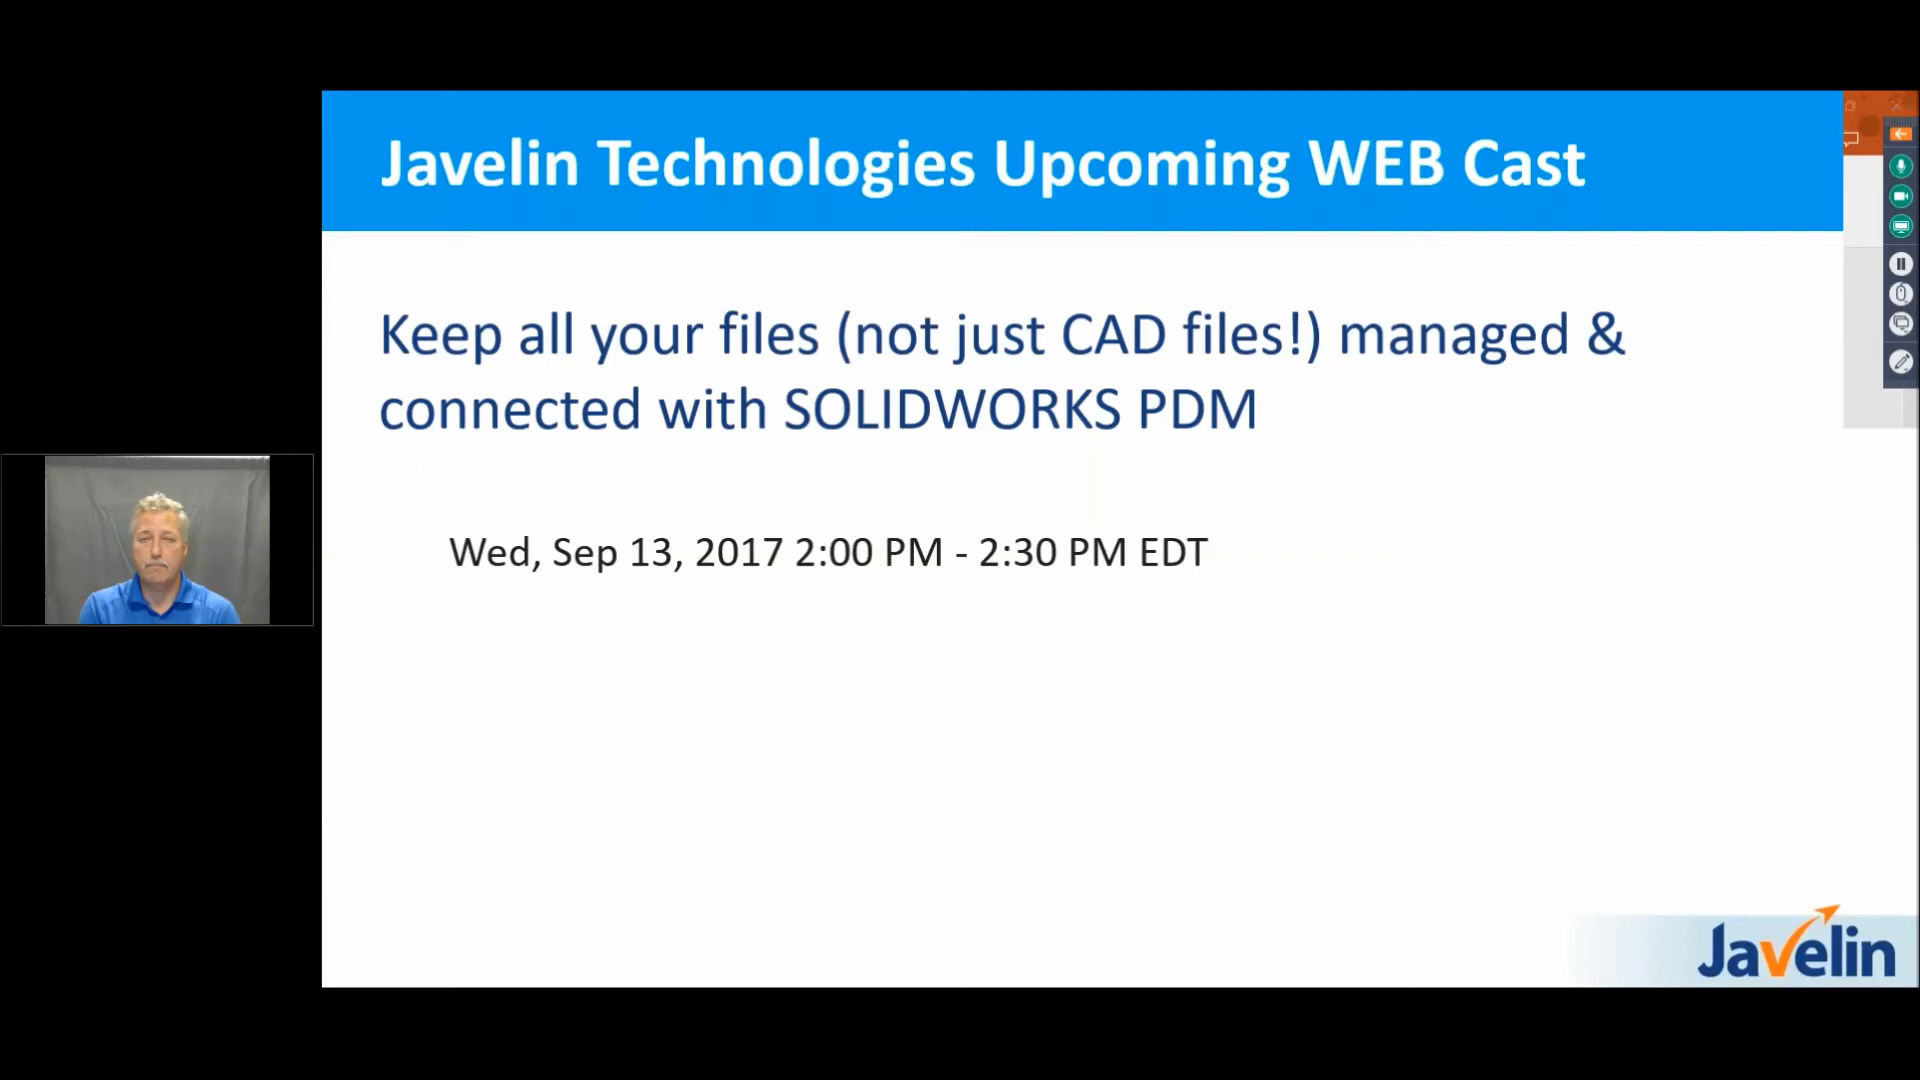 Javelin Technologies Upcoming WEB Cast
Keep all your files (not just CAD files!) managed &
connected with SOLIDWORKS PDM
Wed, Sep 13, 2017 2:00 PM - 2:30 PM EDT
Javelin